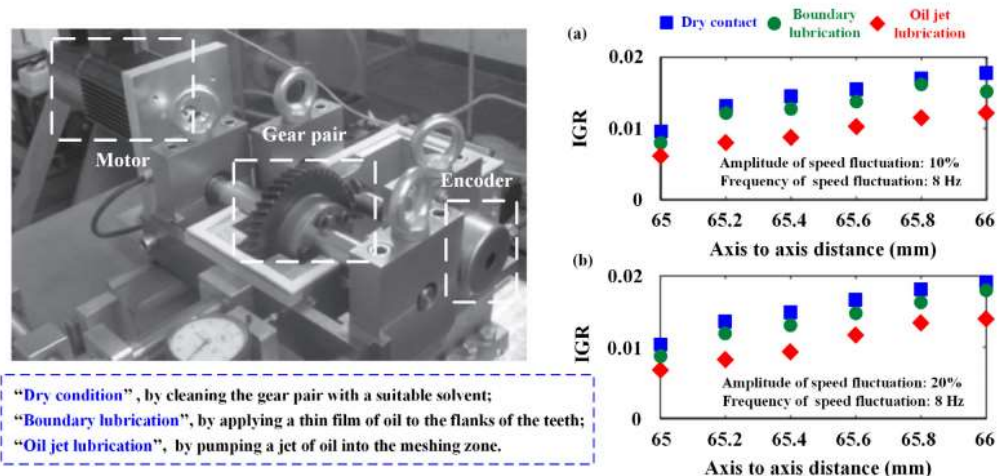 Motor
Gear pair
Encoder
“Dry condition”, by cleaning the gear pair with a suitable solvent;
“Boundary lubrication”, by applying a thin film of oil to the flanks of the teeth;
“Oil jet lubrication”, by pumping a jet of oil into the meshing zone.
Dry contact
Boundary
lubrication
Oil jet
lubrication
(a)
0.02
0.01
0
IGR
Amplitude of speed fluctuation: 10%
Frequency of speed fluctuation: 8 Hz
65 65.2 65.4 65.6 65.8 66
Axis to axis distance (mm)
(b)
0.02
0.01
0
IGR
Amplitude of speed fluctuation: 20%
Frequency of speed fluctuation: 8 Hz
65 65.2 65.4 65.6 65.8 66
Axis to axis distance (mm)